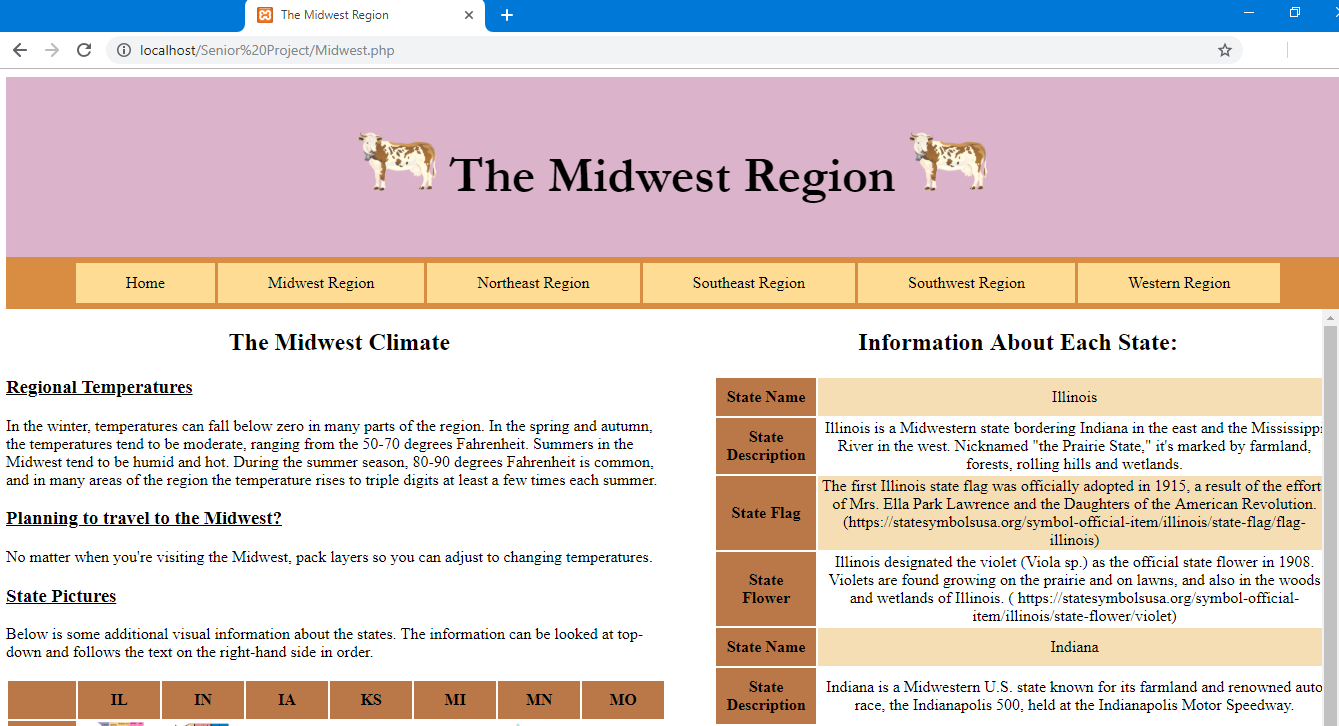 The Midwest Region
localhost/Senior%20Project/Midwest.php
The Midwest Region
Home
Midwest Region
Northeast Region
Southeast Region
Southwest Region
Western Region
The Midwest Climate
Regional Temperatures
In the winter, temperatures can fall below zero in many parts of the region. In the spring and autumn,
the temperatures tend to be moderate, ranging from the 50-70 degrees Fahrenheit. Summers in the
Midwest tend to be humid and hot. During the summer season, 80-90 degrees Fahrenheit is common,
and in many areas of the region the temperature rises to triple digits at least a few times each summer.
Planning to travel to the Midwest?
No matter when you're visiting the Midwest, pack layers so you can adjust to changing temperatures.
State Pictures
Below is some additional visual information about the states. The information can be looked at top-
down and follows the text on the right-hand side in order.
IL IN IA KS MI MN MO
Information About Each State:
State Name
Illinois
State
Description
Illinois is a Midwestern state bordering Indiana in the east and the Mississipp
River in the west. Nicknamed "the Prairie State," it's marked by farmland,
forests, rolling hills and wetlands.
State Flag
The first Illinois state flag was officially adopted in 1915, a result of the effort
of Mrs. Ella Park Lawrence and the Daughters of the American Revolution.
(https://statesymbolsusa.org/symbol-official-item/illinois/state-flag/flag-
illinois)
State
Flower
Illinois designated the violet (Viola sp.) as the official state flower in 1908.
Violets are found growing on the prairie and on lawns, and also in the woods
and wetlands of Illinois. ( https://statesymbolsusa.org/symbol-official-
item/illinois/state-flower/violet)
State Name
Indiana
State
Description
Indiana is a Midwestern U.S. state known for its farmland and renowned auto
race, the Indianapolis 500, held at the Indianapolis Motor Speedway.